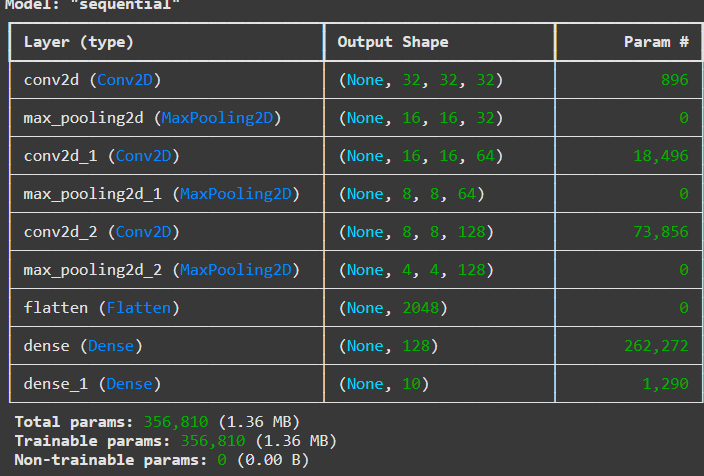 Model: "sequential"
Layer (type) Output Shape Param #
conv2d (Conv2D) (None, 32, 32, 32) 896
max_pooling2d (MaxPooling2D) (None, 16, 16, 32) 0
conv2d_1 (Conv2D) (None, 16, 16, 64) 18,496
max_pooling2d_1 (MaxPooling2D) (None, 8, 8, 64) 0
conv2d_2 (Conv2D) (None, 8, 8, 128) 73,856
max_pooling2d_2 (MaxPooling2D) (None, 4, 4, 128) 0
flatten (Flatten) (None, 2048) 0
dense (Dense) (None, 128) 262,272
dense_1 (Dense) (None, 10) 1,290
Total params: 356,810 (1.36 MB)
Trainable params: 356,810 (1.36 MB)
Non-trainable params: 0 (0.00 B)